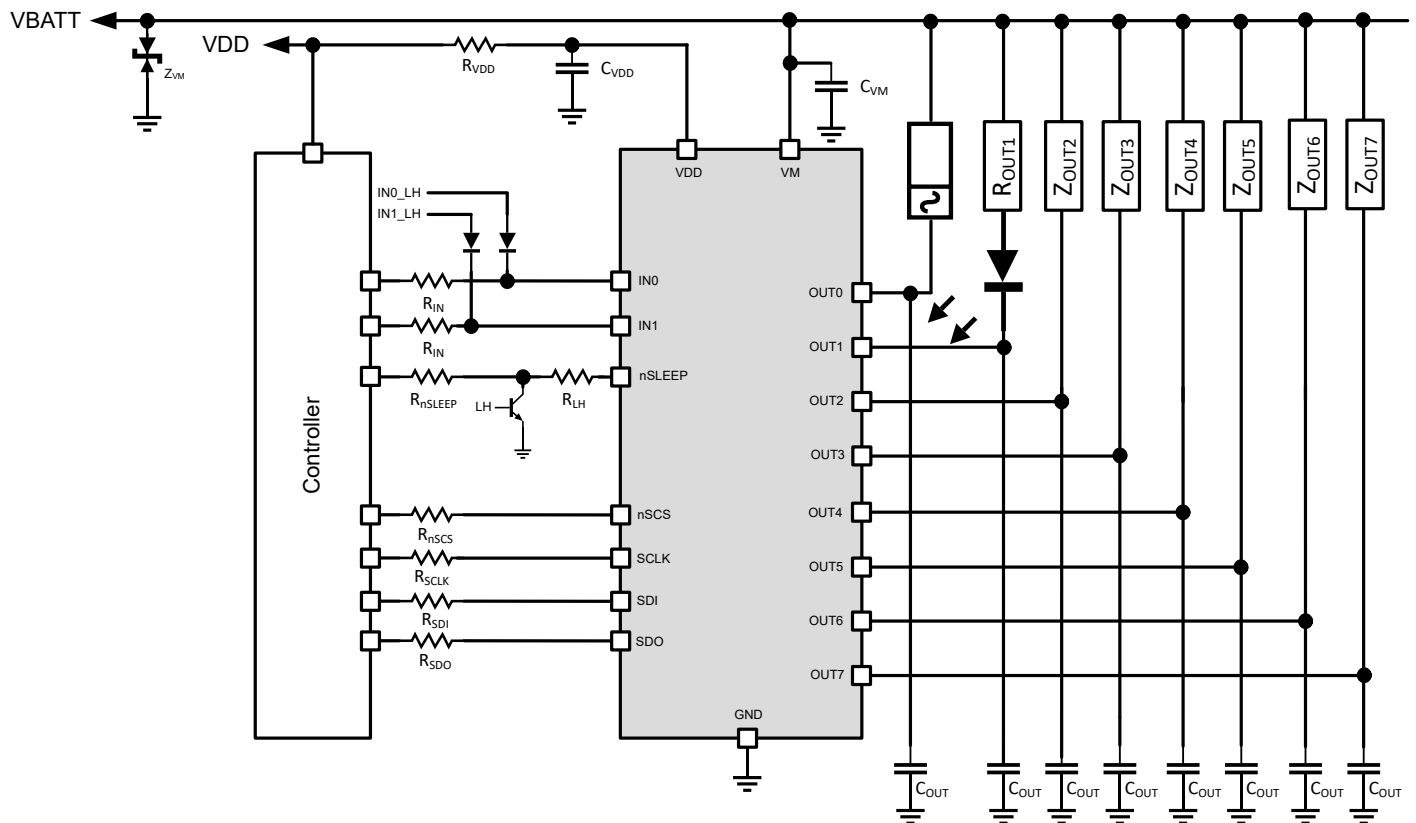 VBATT
VDD
ZVM
RVDD
CVDD
CVM
VDD
VM
ROUT1
ZOUT2
ZOUT3
ZOUT4
ZOUT5
ZOUT6
ZOUT7
IN0_LH
IN1_LH
RIN
IN0
OUT0
RIN
IN1
OUT1
RnSLEEP
LH
RLH
nSLEEP
OUT2
Controller
OUT3
RnSCS
nSCS
OUT4
RSCLK
SCLK
OUT5
RSDI
SDI
OUT6
RSDO
SDO
OUT7
GND
COUT
COUT
COUT
COUT
COUT
COUT
COUT
COUT